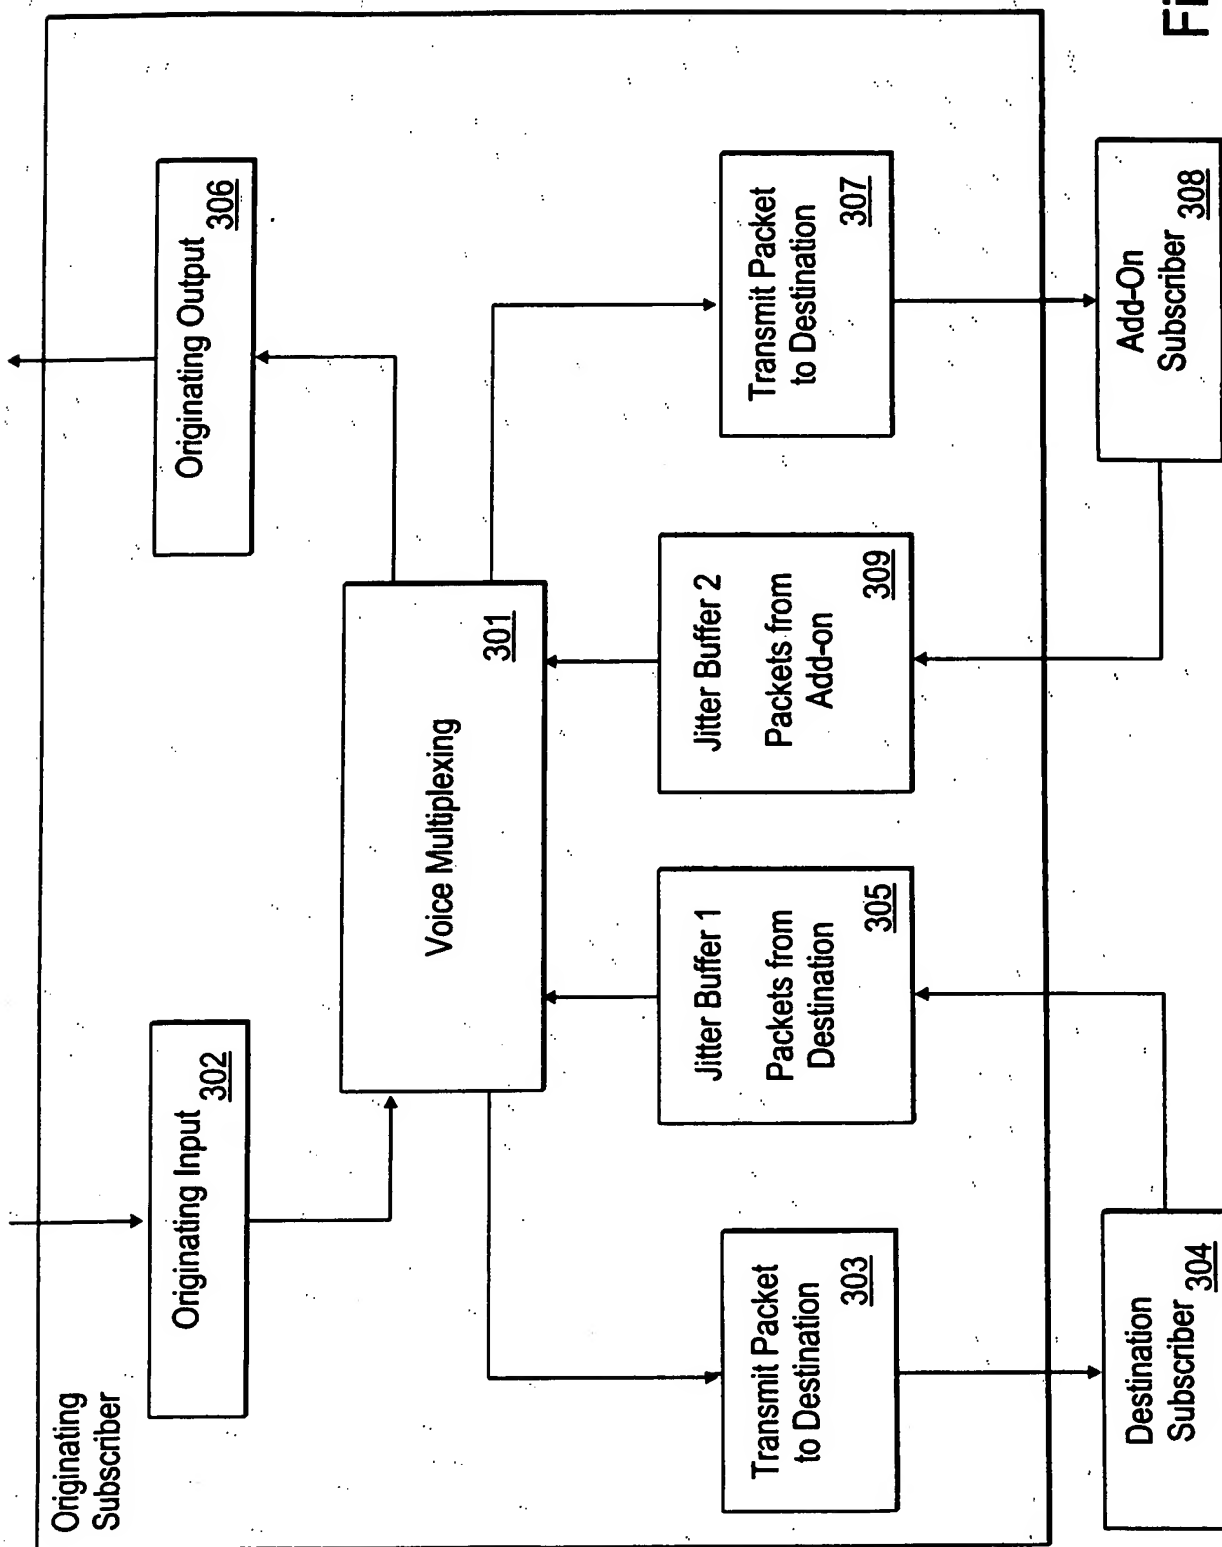 Originating
Subscriber
Originating Input
302
Originating Output
306
Voice Multiplexing
301
Transmit Packet
to Destination
303
Jitter Buffer 1
Packets from
Destination
305
Jitter Buffer 2
Packets from
Add-on
309
Transmit Packet
to Destination
307
Destination
Subscriber
304
Add-On
Subscriber
308
Fi